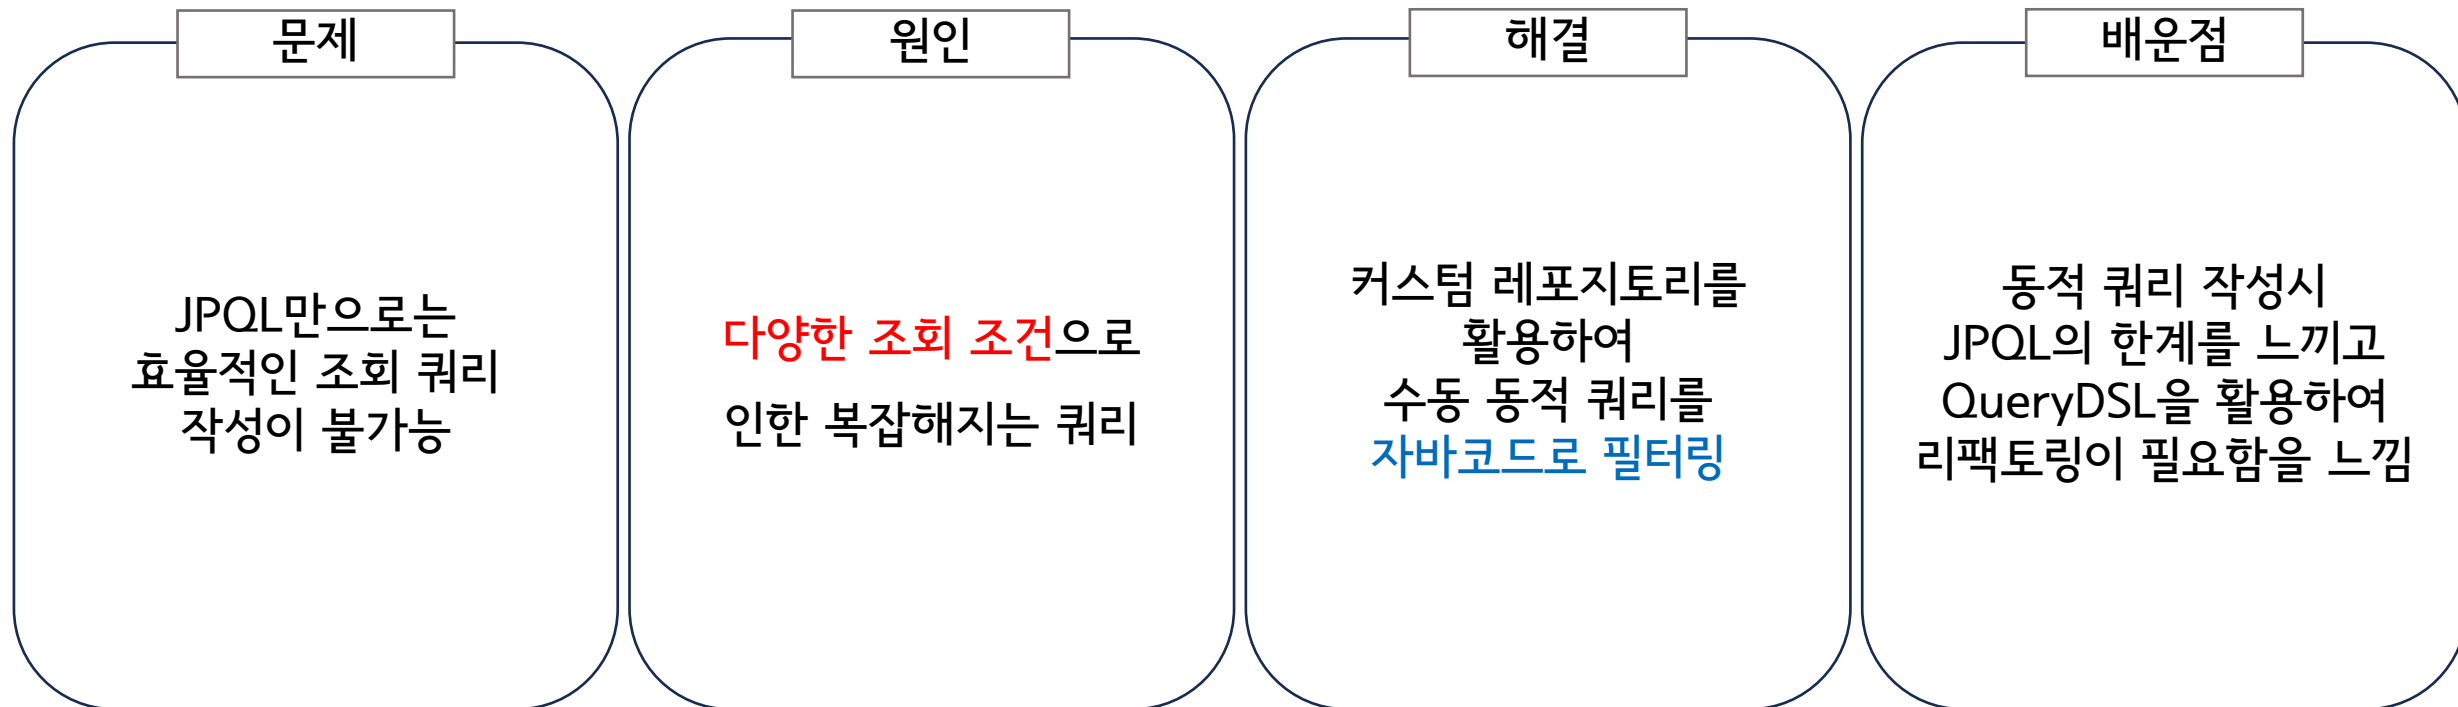 문제
JPQL만으로는
효율적인 조회 쿼리
작성이 불가능
원인
다양한 조회 조건으로
인한 복잡해지는 쿼리
해결
커스텀 레포지토리를
활용하여
수동 동적 쿼리를
자바코드로 필터링
배운점
동적 쿼리 작성시
JPQL의 한계를 느끼고
QueryDSL을 활용하여
리팩토링이 필요함을 느낌